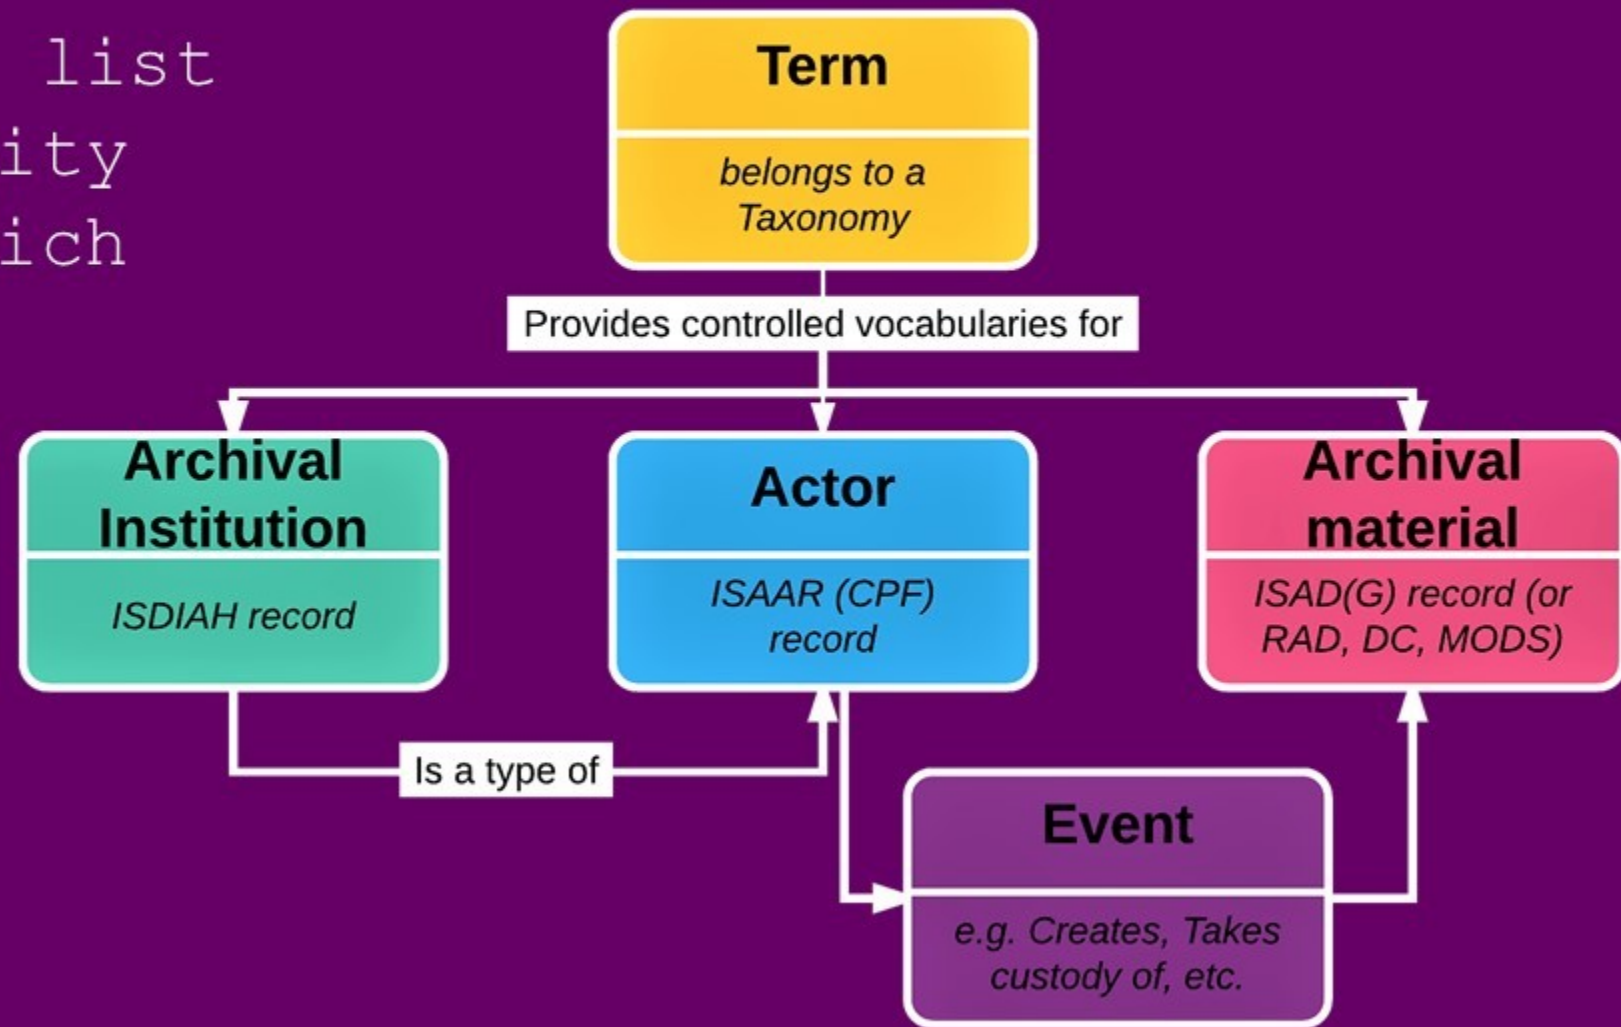 list
ity
ich
Term
belongs to a
Taxonomy
Provides controlled vocabularies for
Archival
Institution
ISDIAH record
Actor
ISAAR (CPF)
record
Archival
material
ISAD(G) record (or
RAD, DC, MODS)
Is a type of
Event
e.g. Creates, Takes
custody of, etc.